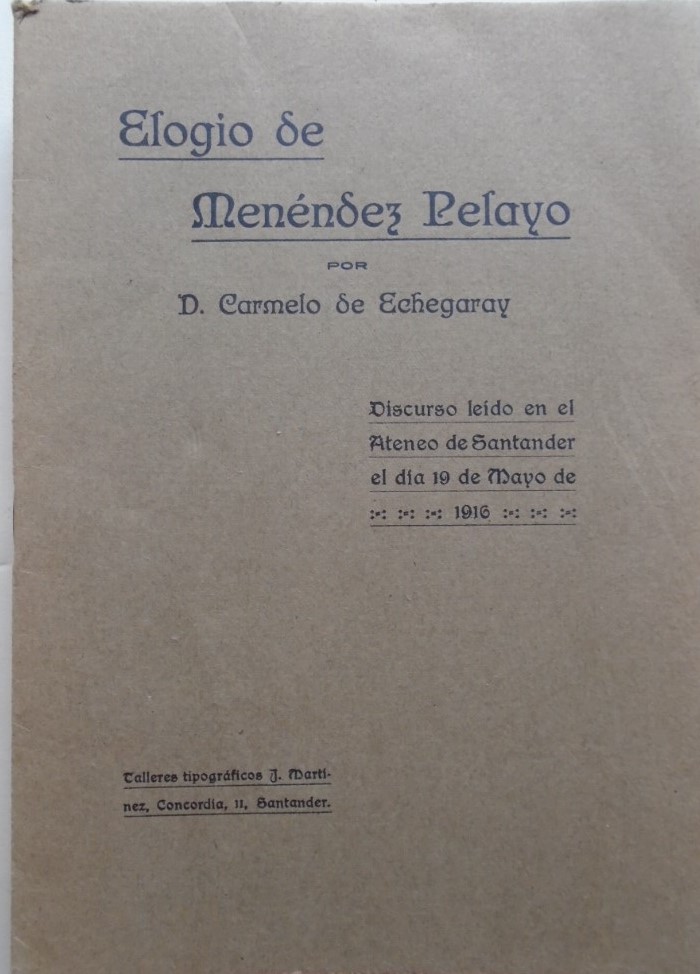 Elogio de
Menéndez Pelayo
POR
D. Carmelo de Echegaray
Discurso leído en el
Ateneo de Santander
el día 19 de Mayo de
:-: :-: :-: 1916 :-: :-: :-:
Talleres tipográficos J. Martí-
nez, Concordia, 11, Santander.